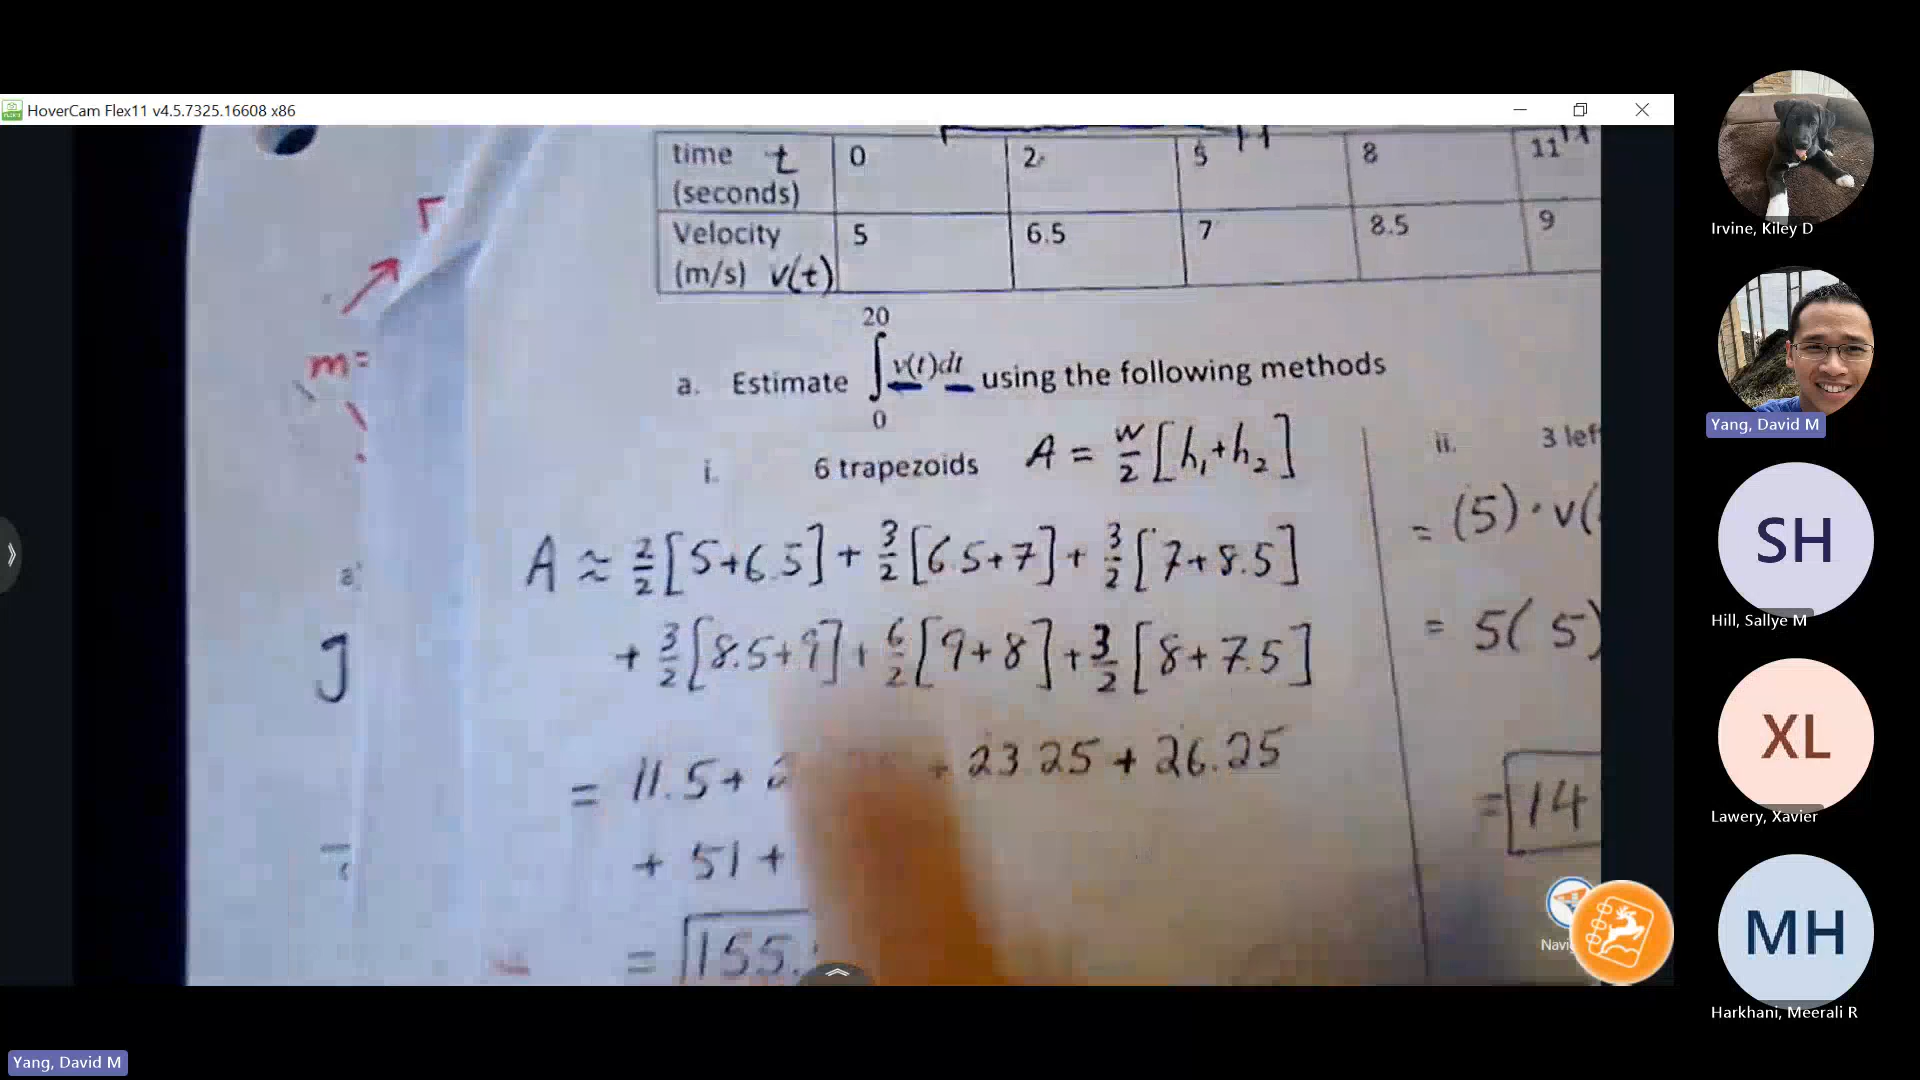 HoverCam Flex11 v4.5.7325.16608 x86
time t 0 2 5 8 11
(seconds)
Velocity 5 6.5 7 8.5 9
(m/s) v(t)
m=
a. Estimate ∫₀²⁰ v(t)dt using the following methods
i. 6 trapezoids A = w/2 [h₁+h₂]
ii. 3 lef
A ≈ 2/2 [5+6.5] + 3/2 [6.5+7] + 3/2 [7+8.5]
+ 3/2 [8.5+9] + 6/2 [9+8] + 3/2 [8+7.5]
= 11.5+ 2 + 23.25 + 26.25
+ 51 +
= 155.
= (5)·v(
= 5(5)
= 14
Navi
Irvine, Kiley D
Yang, David M
SH
Hill, Sallye M
XL
Lawery, Xavier
MH
Harkhani, Meerali R
Yang, David M